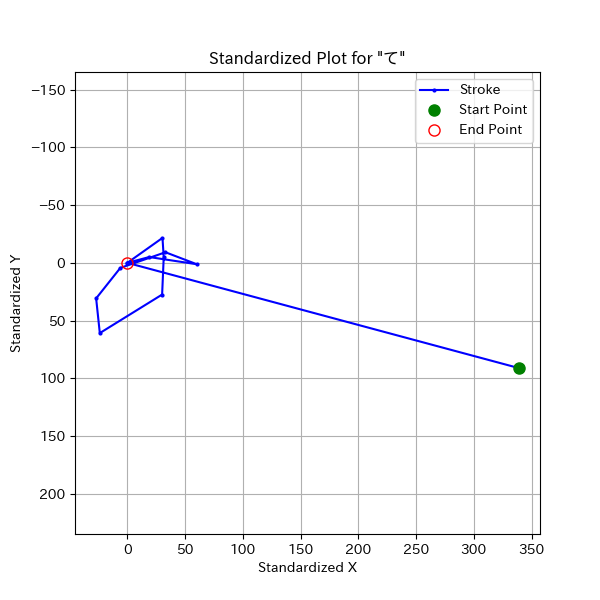 Standardized Plot for "て"
Stroke
Start Point
End Point
−150
−100
−50
0
50
100
150
200
Standardized Y
0 50 100 150 200 250 300 350
Standardized X